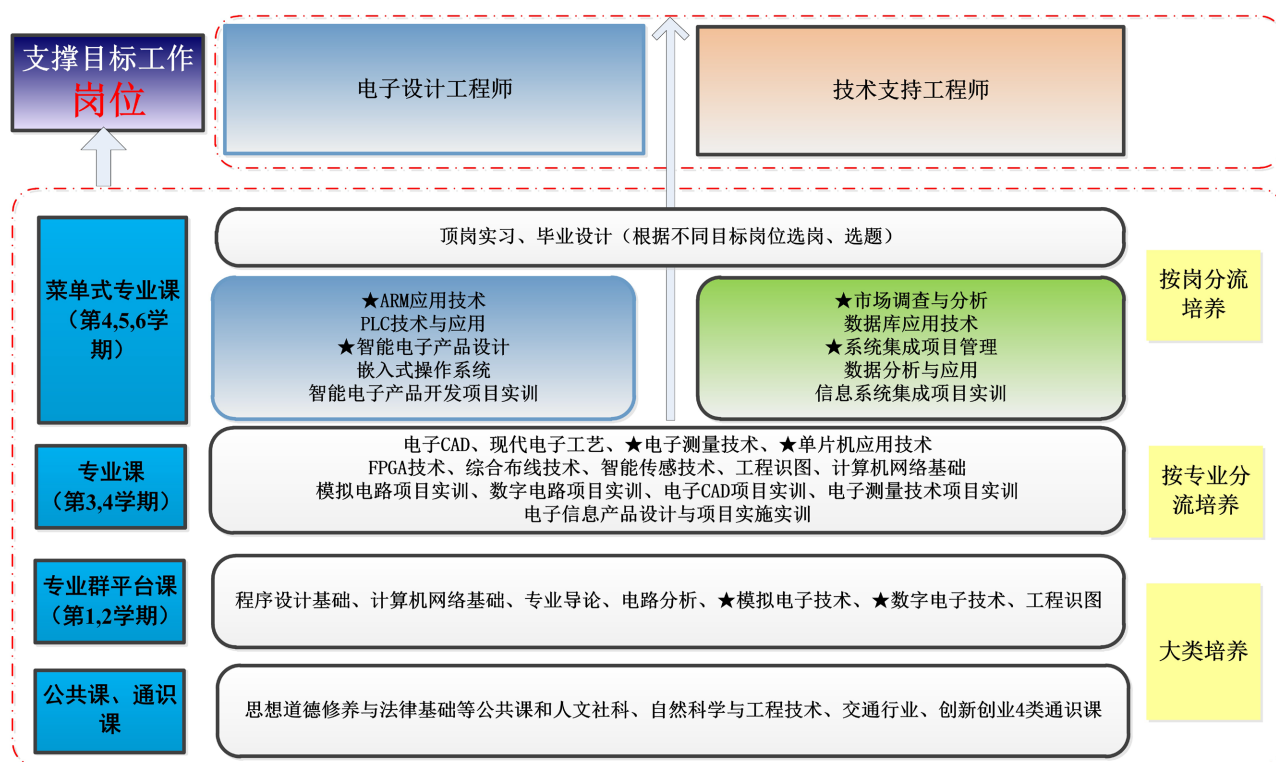 支撑目标工作
岗位
电子设计工程师
技术支持工程师
顶岗实习、毕业设计（根据不同目标岗位选岗、选题）
菜单式专业课
（第4,5,6学
期）
★ARM应用技术
PLC技术与应用
★智能电子产品设计
嵌入式操作系统
智能电子产品开发项目实训
★市场调查与分析
数据库应用技术
★系统集成项目管理
数据分析与应用
信息系统集成项目实训
按岗分流
培养
专业课
（第3,4学期）
电子CAD、现代电子工艺、★电子测量技术、★单片机应用技术
FPGA技术、综合布线技术、智能传感技术、工程识图、计算机网络基础
模拟电路项目实训、数字电路项目实训、电子CAD项目实训、电子测量技术项目实训
电子信息产品设计与项目实施实训
按专业分
流培养
专业群平台课
（第1,2学期）
程序设计基础、计算机网络基础、专业导论、电路分析、★模拟电子技术、★数字电子技术、工程识图
大类培养
公共课、通识
课
思想道德修养与法律基础等公共课和人文社科、自然科学与工程技术、交通行业、创新创业4类通识课